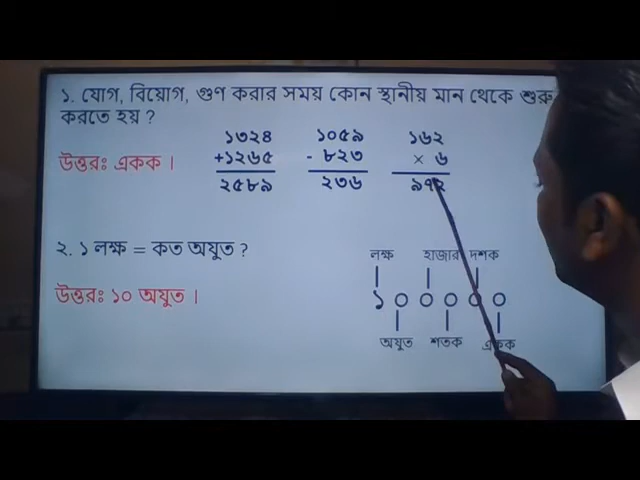 ১. যোগ, বিয়োগ, গুণ করার সময় কোন স্থানীয় মান থেকে শুরু
করতে হয় ?
উত্তরঃ একক ।
১৩২৪ ১০৫৯ ১৬২
+১২৬৫ - ৮২৩ × ৬
২৫৮৯ ২৩৬ ৯৭২
২. ১ লক্ষ = কত অযুত ?
উত্তরঃ ১০ অযুত ।
লক্ষ হাজার দশক
১ ০ ০ ০ ০ ০
অযুত শতক একক